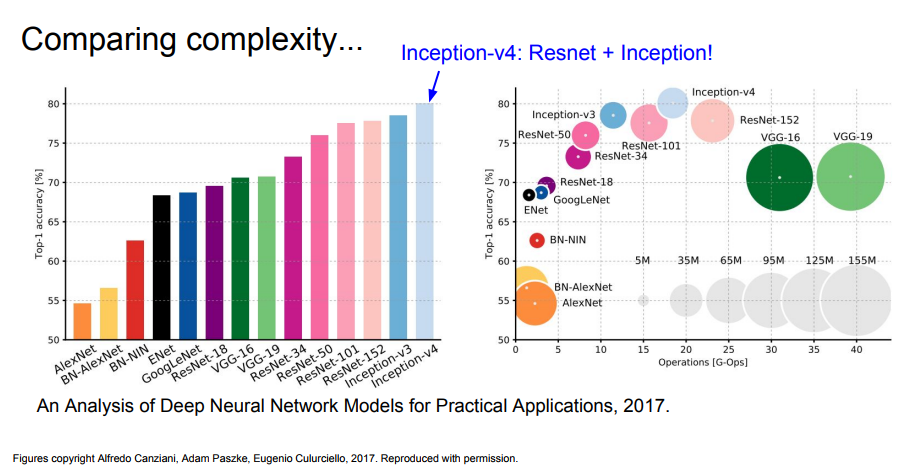 Comparing complexity...
Inception-v4: Resnet + Inception!
Top-1 accuracy [%]
80
75
70
65
60
55
50
AlexNet
BN-AlexNet
BN-NIN
ENet
GoogLeNet
ResNet-18
VGG-16
VGG-19
ResNet-34
ResNet-50
ResNet-101
ResNet-152
Inception-v3
Inception-v4
Top-1 accuracy [%]
80
75
70
65
60
55
50
Inception-v4
Inception-v3
ResNet-152
ResNet-50
VGG-16 VGG-19
ResNet-101
ResNet-34
ResNet-18
GoogLeNet
ENet
BN-NIN
5M 35M 65M 95M 125M 155M
BN-AlexNet
AlexNet
0 5 10 15 20 25 30 35 40
Operations [G-Ops]
An Analysis of Deep Neural Network Models for Practical Applications, 2017.
Figures copyright Alfredo Canziani, Adam Paszke, Eugenio Culurciello, 2017. Reproduced with permission.